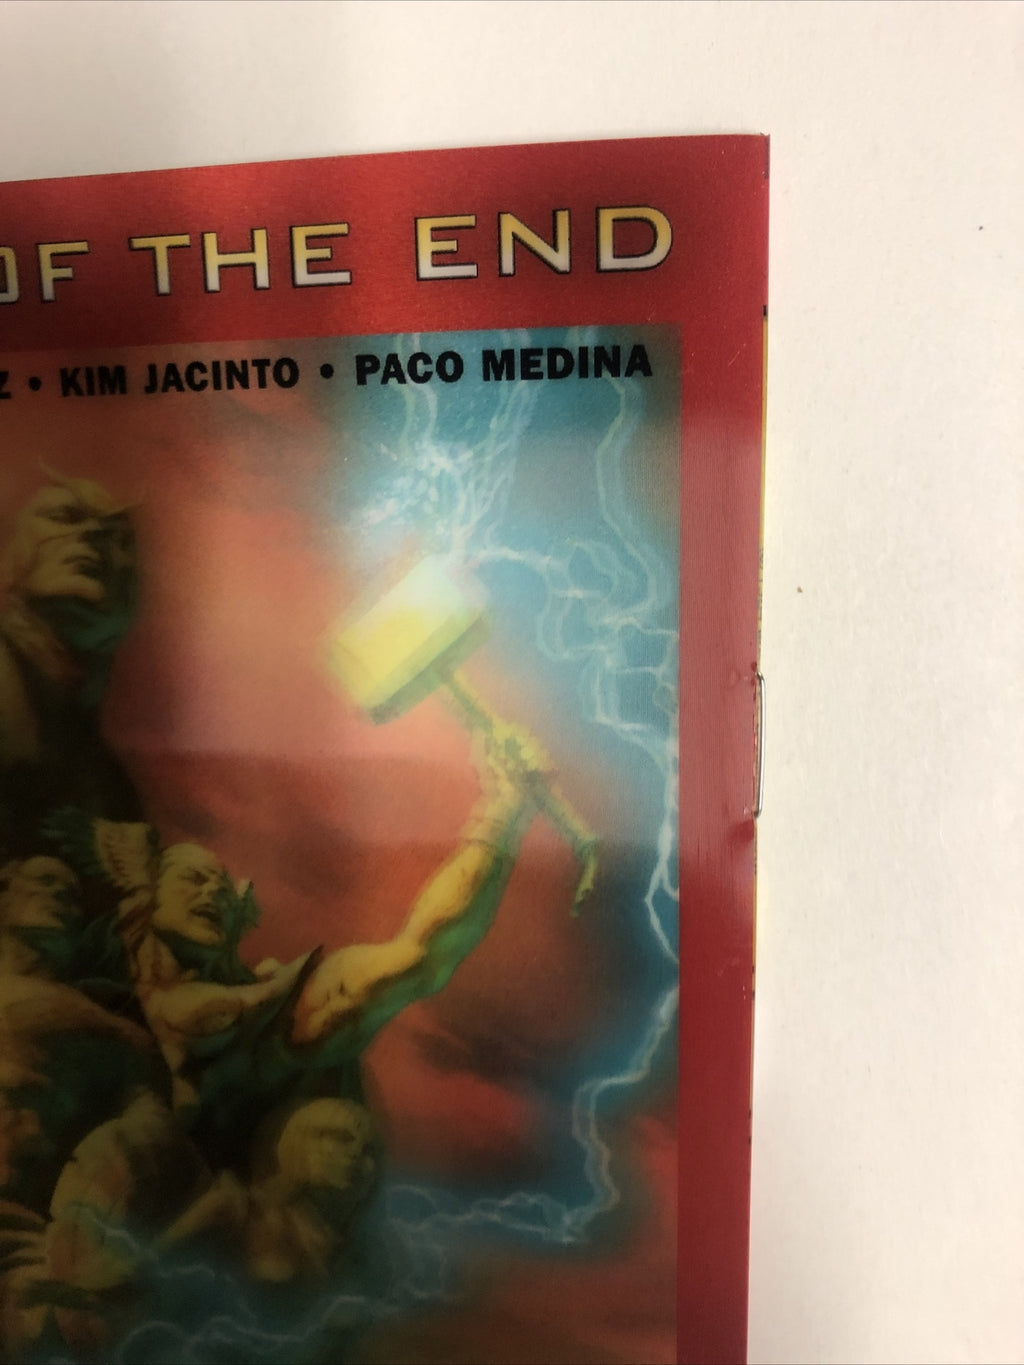 OF THE END
Z • KIM JACINTO • PACO MEDINA